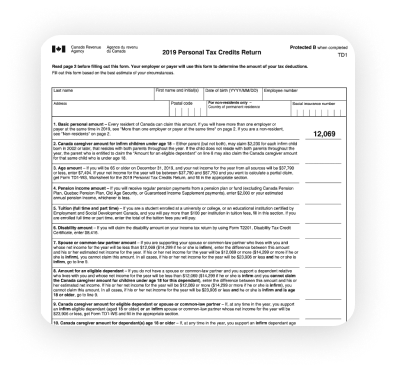 Canada Revenue Agence du revenu
Agency du Canada
2019 Personal Tax Credits Return
Protected B when completed
TD1
Read page 2 before filling out this form. Your employer or payer will use this form to determine the amount of your tax deductions.
Fill out this form based on the best estimate of your circumstances.
Last name
First name and initial(s)
Date of birth (YYYY/MM/DD)
Employee number
Address
Postal code
For non-residents only –
Country of permanent residence
Social insurance number
1. Basic personal amount – Every resident of Canada can claim this amount. If you will have more than one employer or
payer at the same time in 2019, see "More than one employer or payer at the same time" on page 2. If you are a non-resident,
see "Non-residents" on page 2.
12,069
2. Canada caregiver amount for infirm children under age 18 – Either parent (but not both), may claim $2,230 for each infirm child
born in 2002 or later, that resides with both parents throughout the year. If the child does not reside with both parents throughout
the year, the parent who is entitled to claim the "Amount for an eligible dependant" on line 8 may also claim the Canada caregiver amount
for that same child who is under age 18.
3. Age amount – If you will be 65 or older on December 31, 2019, and your net income for the year from all sources will be $37,790
or less, enter $7,494. If your net income for the year will be between $37,790 and $87,750 and you want to calculate a partial claim,
get Form TD1-WS, Worksheet for the 2019 Personal Tax Credits Return, and fill in the appropriate section.
4. Pension income amount – If you will receive regular pension payments from a pension plan or fund (excluding Canada Pension
Plan, Quebec Pension Plan, Old Age Security, or Guaranteed Income Supplement payments), enter $2,000 or your estimated
annual pension income, whichever is less.
5. Tuition (full time and part time) – If you are a student enrolled at a university or college, or an educational institution certified by
Employment and Social Development Canada, and you will pay more than $100 per institution in tuition fees, fill in this section. If you
are enrolled full time or part time, enter the total of the tuition fees you will pay.
6. Disability amount – If you will claim the disability amount on your income tax return by using Form T2201, Disability Tax Credit
Certificate, enter $8,416.
7. Spouse or common-law partner amount – If you are supporting your spouse or common-law partner who lives with you and
whose net income for the year will be less than $12,069 ($14,299 if he or she is infirm), enter the difference between this amount
and his or her estimated net income for the year. If his or her net income for the year will be $12,069 or more ($14,299 or more if he or
she is infirm), you cannot claim this amount. In all cases, if his or her net income for the year will be $23,906 or less and he or she is
infirm, go to line 9.
8. Amount for an eligible dependant – If you do not have a spouse or common-law partner and you support a dependent relative
who lives with you and whose net income for the year will be less than $12,069 ($14,299 if he or she is infirm and you cannot claim
the Canada caregiver amount for children under age 18 for this dependant), enter the difference between this amount and his or
her estimated net income. If his or her net income for the year will be $12,069 or more ($14,299 or more if he or she is infirm), you
cannot claim this amount. In all cases, if his or her net income for the year will be $23,906 or less and he or she is infirm and is age
18 or older, go to line 9.
9. Canada caregiver amount for eligible dependant or spouse or common-law partner – If, at any time in the year, you support
an infirm eligible dependant (aged 18 or older) or an infirm spouse or common-law partner whose net income for the year will be
$23,906 or less, get Form TD1-WS and fill in the appropriate section.
10. Canada caregiver amount for dependant(s) age 18 or older – If, at any time in the year, you support an infirm dependant age